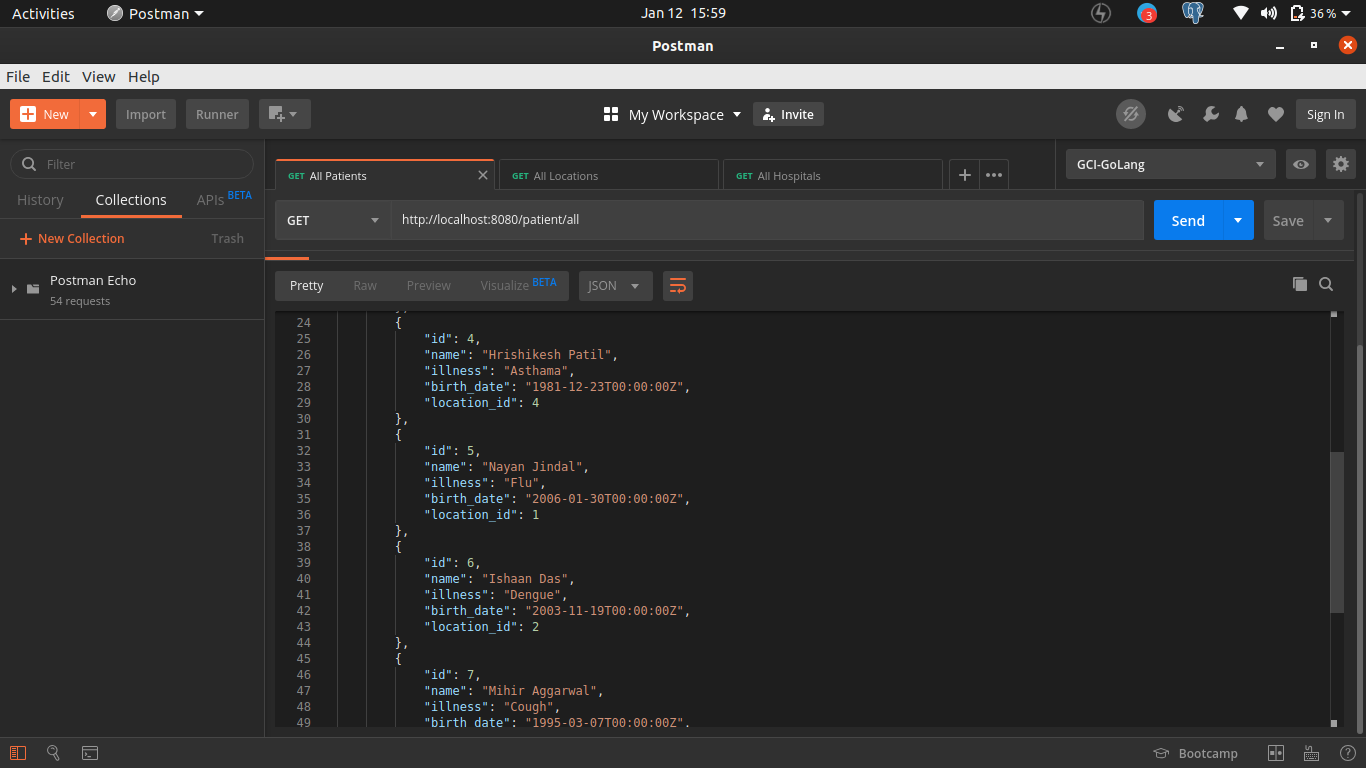 Activities Postman Jan 12 15:59 3 36 %
Postman
File Edit View Help
New Import Runner My Workspace Invite Sign In
Filter
GET All Patients GET All Locations GET All Hospitals GCI-GoLang
History Collections APIs BETA
GET http://localhost:8080/patient/all Send Save
New Collection Trash
Postman Echo
54 requests
Pretty Raw Preview Visualize BETA JSON
24 {
25 "id": 4,
26 "name": "Hrishikesh Patil",
27 "illness": "Asthama",
28 "birth_date": "1981-12-23T00:00:00Z",
29 "location_id": 4
30 },
31 {
32 "id": 5,
33 "name": "Nayan Jindal",
34 "illness": "Flu",
35 "birth_date": "2006-01-30T00:00:00Z",
36 "location_id": 1
37 },
38 {
39 "id": 6,
40 "name": "Ishaan Das",
41 "illness": "Dengue",
42 "birth_date": "2003-11-19T00:00:00Z",
43 "location_id": 2
44 },
45 {
46 "id": 7,
47 "name": "Mihir Aggarwal",
48 "illness": "Cough",
49 "birth_date": "1995-03-07T00:00:00Z",
Bootcamp